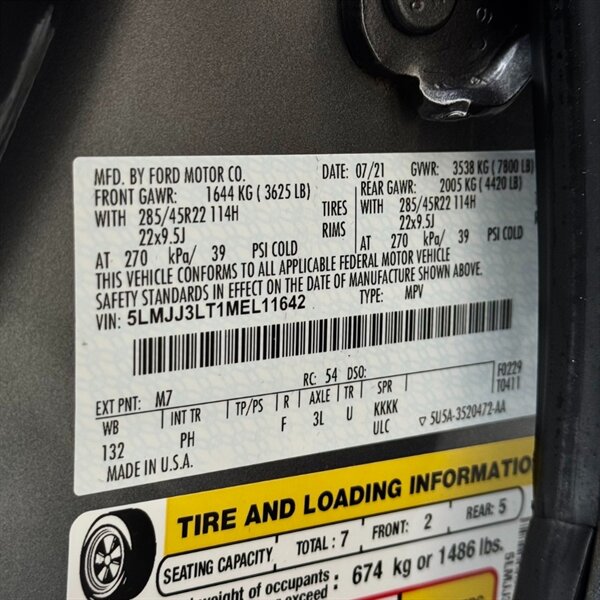 MFD. BY FORD MOTOR CO. DATE: 07/21 GVWR: 3538 KG ( 7800 LB)
FRONT GAWR: 1644 KG ( 3625 LB) REAR GAWR: 2005 KG ( 4420 LB)
WITH 285/45R22 114H TIRES WITH 285/45R22 114H
22x9.5J RIMS 22x9.5J
AT 270 kPa/ 39 PSI COLD AT 270 kPa/ 39 PSI COLD
THIS VEHICLE CONFORMS TO ALL APPLICABLE FEDERAL MOTOR VEHICLE
SAFETY STANDARDS IN EFFECT ON THE DATE OF MANUFACTURE SHOWN ABOVE.
VIN: 5LMJJ3LT1MEL11642 TYPE: MPV
EXT PNT: M7 RC: 54 DSO: F0229
WB INT TR TP/PS R AXLE TR SPR T0411
132 PH F 3L U KKKK
ULC ▽ 5U5A-3520472-AA
MADE IN U.S.A.
TIRE AND LOADING INFORMATIO
SEATING CAPACITY TOTAL : 7 FRONT: 2 REAR: 5
weight of occupants : 674 kg or 1486 lbs.